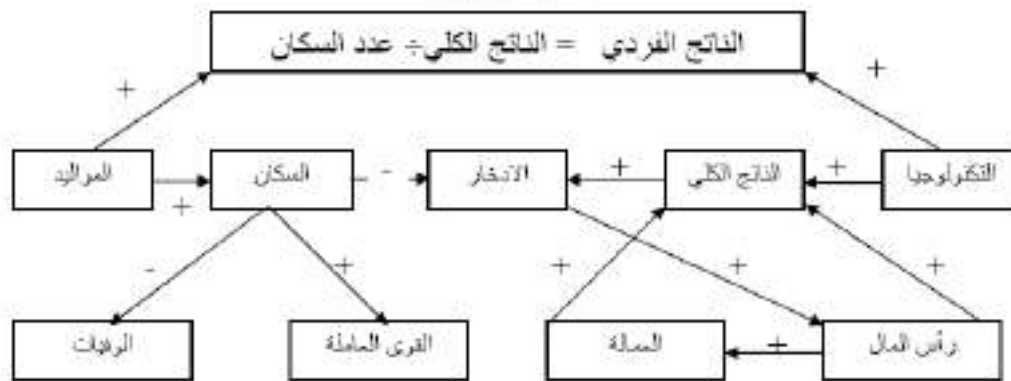 الناتج الفردي = الناتج الكلي÷ عدد السكان
+ +
التكنولوجيا + الناتج الكلي + الادخار - السكان + المواليد
+ + + + -
رأس المال + العمالة القوى العاملة الوفيات